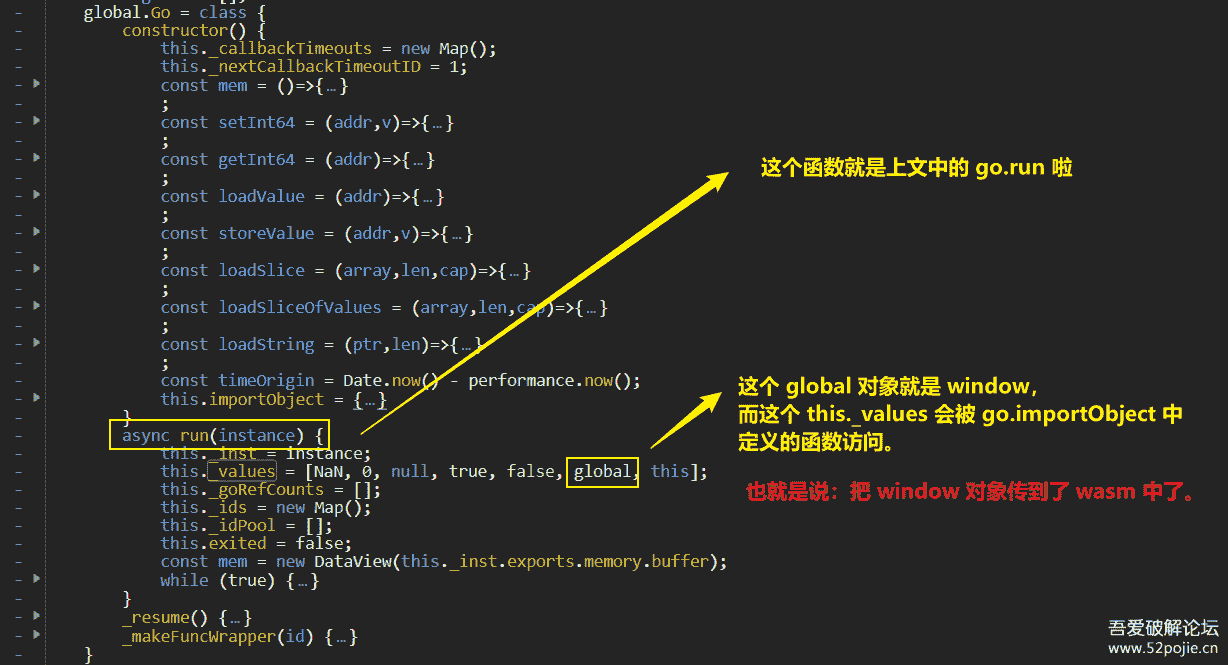 global.Go = class {
constructor() {
this._callbackTimeouts = new Map();
this._nextCallbackTimeoutID = 1;
const mem = ()=>{…}
;
const setInt64 = (addr,v)=>{…}
;
const getInt64 = (addr)=>{…}
;
const loadValue = (addr)=>{…}
;
const storeValue = (addr,v)=>{…}
;
const loadSlice = (array,len,cap)=>{…}
;
const loadSliceOfValues = (array,len,cap)=>{…}
;
const loadString = (ptr,len)=>{…}
;
const timeOrigin = Date.now() - performance.now();
this.importObject = {…}
}
async run(instance) {
this._inst = instance;
this._values = [NaN, 0, null, true, false, global, this];
this._goRefCounts = [];
this._ids = new Map();
this._idPool = [];
this.exited = false;
const mem = new DataView(this._inst.exports.memory.buffer);
while (true) {…}
}
_resume() {…}
_makeFuncWrapper(id) {…}
}
这个函数就是上文中的 go.run 啦
这个 global 对象就是 window，
而这个 this._values 会被 go.importObject 中
定义的函数访问。
也就是说：把 window 对象传到了 wasm 中了。
吾爱破解论坛
www.52pojie.cn